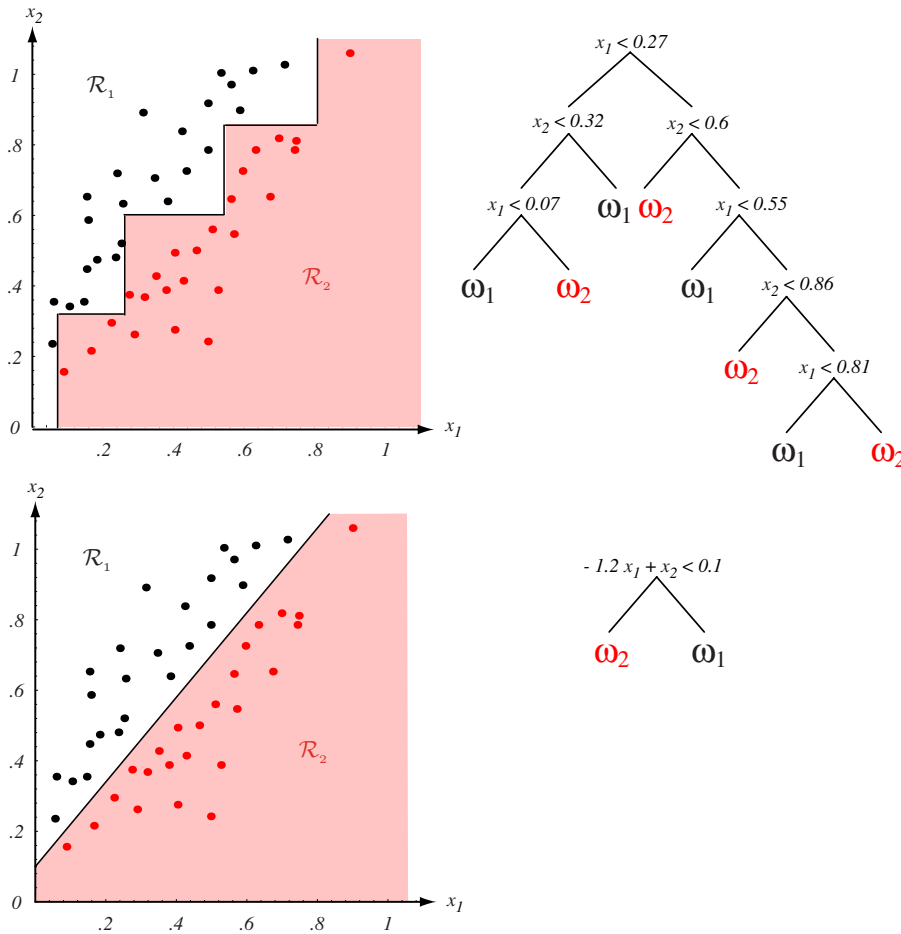 x2
1
.8
.6
.4
.2
0
R1
R2
.2 .4 .6 .8 1 x1
x1 < 0.27
x2 < 0.32 x2 < 0.6
x1 < 0.07 ω1 ω2 x1 < 0.55
ω1 ω2 ω1 x2 < 0.86
ω2 x1 < 0.81
ω1 ω2
x2
1
.8
.6
.4
.2
0
R1
R2
.2 .4 .6 .8 1 x1
- 1.2 x1 + x2 < 0.1
ω2 ω1